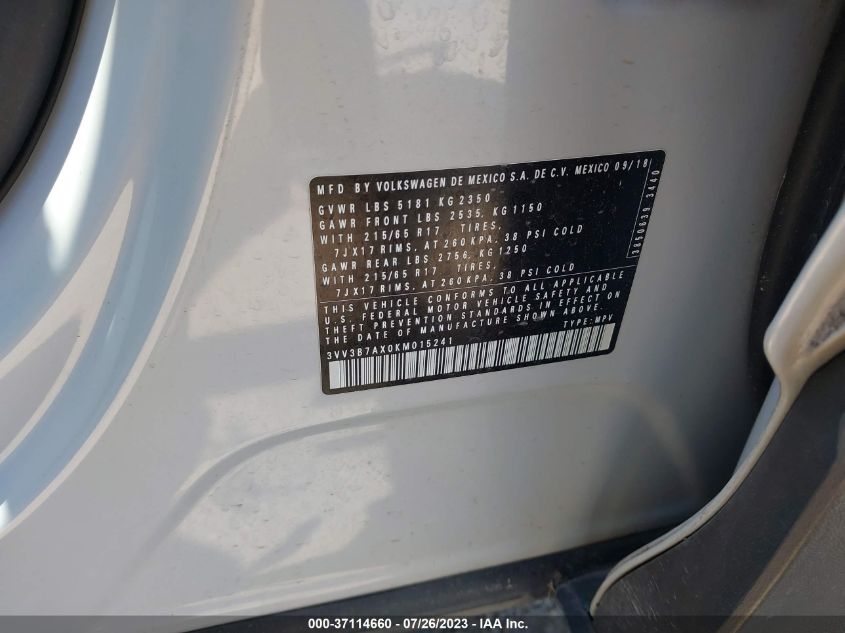 MFD BY VOLKSWAGEN DE MEXICO S.A. DE C.V. MEXICO 09/18
GVWR LBS 5181 KG 2350
GAWR FRONT LBS 2535, KG 1150
WITH 215/65 R17 TIRES,
7JX17 RIMS, AT 260 KPA, 38 PSI COLD
GAWR REAR LBS 2756, KG 1250
WITH 215/65 R17 TIRES,
7JX17 RIMS, AT 260 KPA, 38 PSI COLD
THIS VEHICLE CONFORMS TO ALL APPLICABLE
U.S. FEDERAL MOTOR VEHICLE SAFETY AND
THEFT PREVENTION STANDARDS IN EFFECT ON
THE DATE OF MANUFACTURE SHOWN ABOVE.
3VV3B7AX0KM015241 TYPE: MPV
3850639 3440
000-37114660 - 07/26/2023 - Copyright © 2023 IAA, Inc.